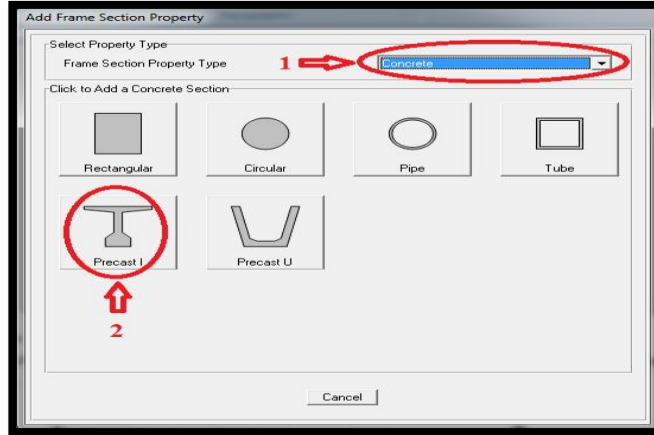 Add Frame Section Property
Select Property Type
Frame Section Property Type
1
Concrete
Click to Add a Concrete Section
Rectangular
Circular
Pipe
Tube
Precast I
Precast U
2
Cancel